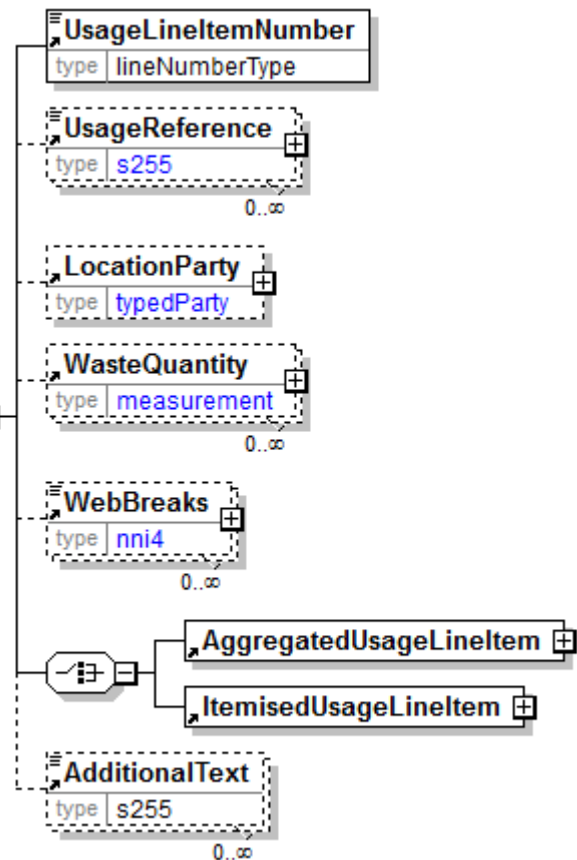 UsageLineItemNumber
type lineNumberType
UsageReference
type s255
0..∞
LocationParty
type typedParty
WasteQuantity
type measurement
0..∞
WebBreaks
type nni4
0..∞
AggregatedUsageLineItem
ItemisedUsageLineItem
AdditionalText
type s255
0..∞